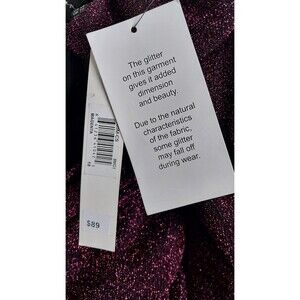 The glitter
on this garment
gives it added
dimension
and beauty.
Due to the natural
characteristics
of the fabric,
some glitter
may fall off
during wear.
$89